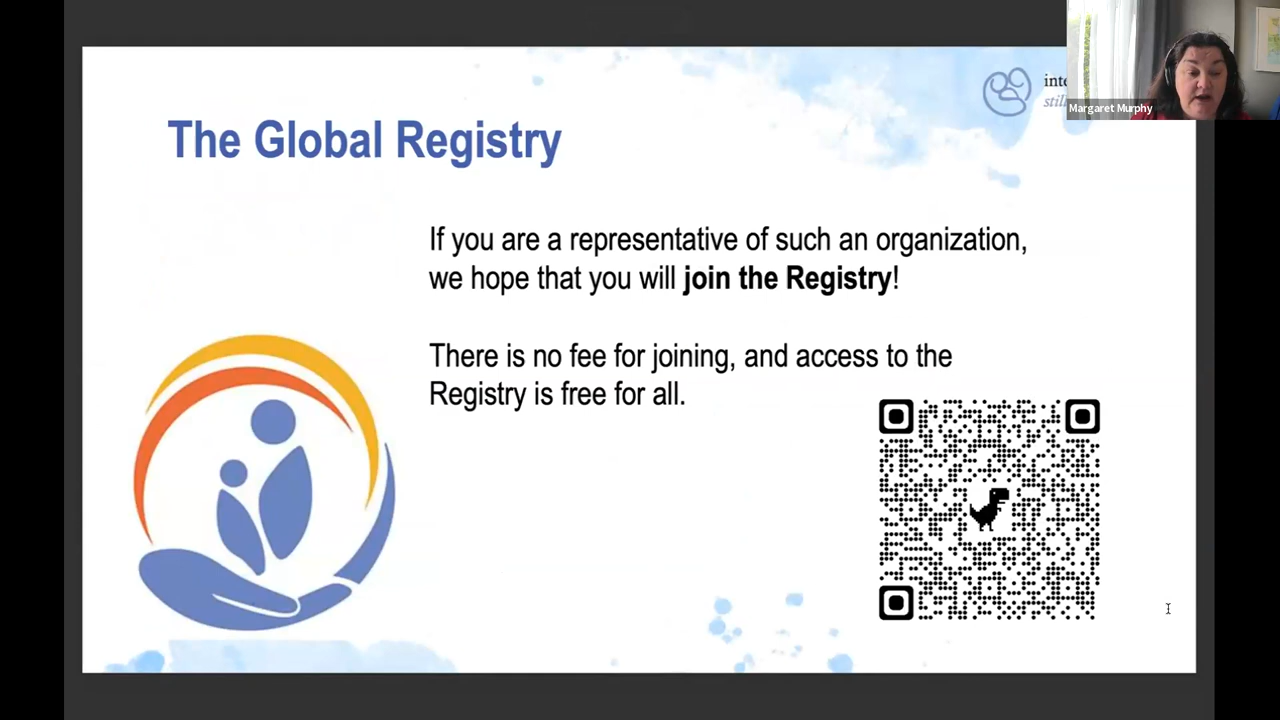 The Global Registry
Margaret Murphy
If you are a representative of such an organization,
we hope that you will join the Registry!
There is no fee for joining, and access to the
Registry is free for all.